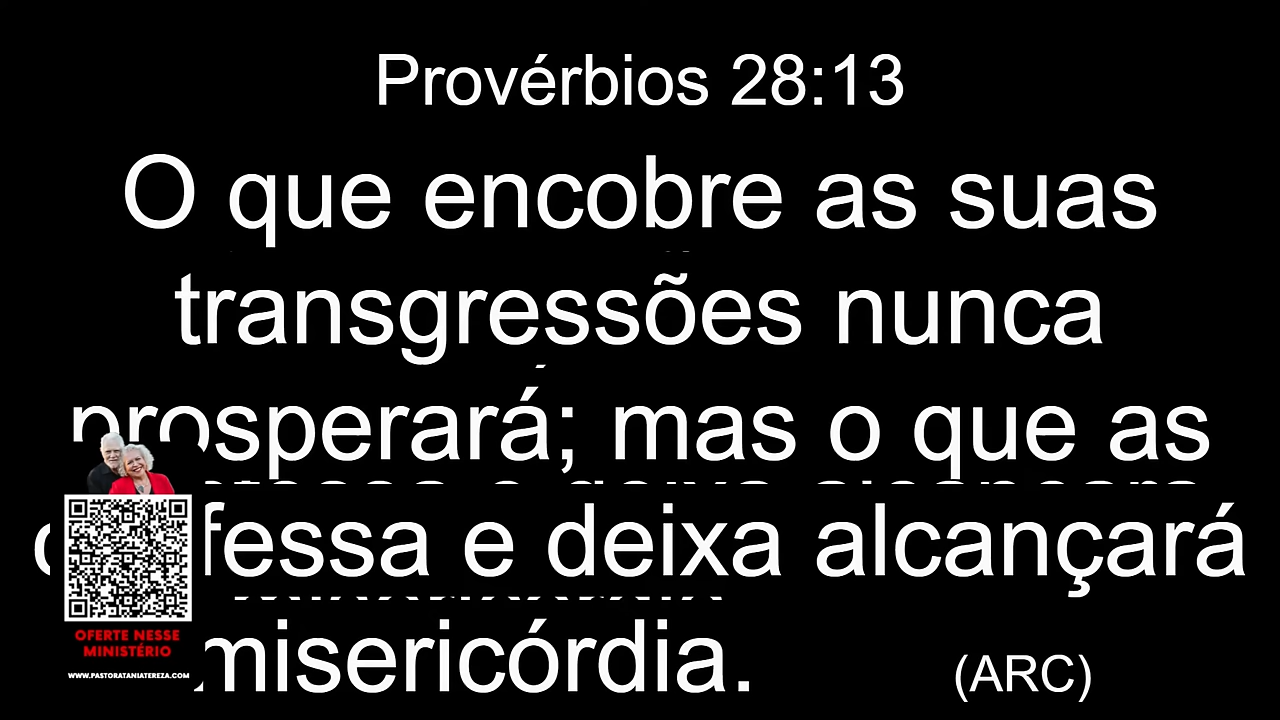 Provérbios 28:13
O que encobre as suas
transgressões nunca
prosperará; mas o que as
fessa e deixa alcançará
misericórdia.
(ARC)
OFERTE NESSE
MINISTÉRIO
WWW.PASTORATANIATEREZA.COM